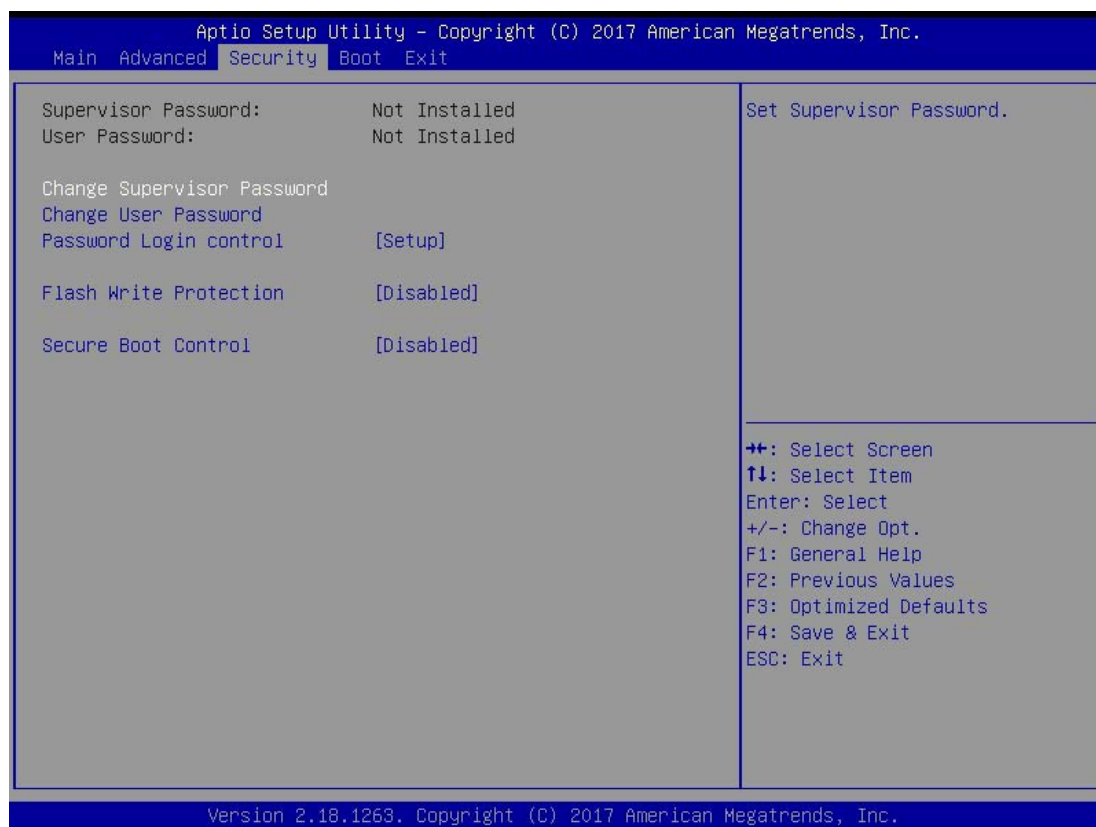 Aptio Setup Utility – Copyright (C) 2017 American Megatrends, Inc.
Main Advanced Security Boot Exit
Supervisor Password: Not Installed
User Password: Not Installed
Change Supervisor Password
Change User Password
Password Login control [Setup]
Flash Write Protection [Disabled]
Secure Boot Control [Disabled]
Set Supervisor Password.
→←: Select Screen
↑↓: Select Item
Enter: Select
+/-: Change Opt.
F1: General Help
F2: Previous Values
F3: Optimized Defaults
F4: Save & Exit
ESC: Exit
Version 2.18.1263. Copyright (C) 2017 American Megatrends, Inc.